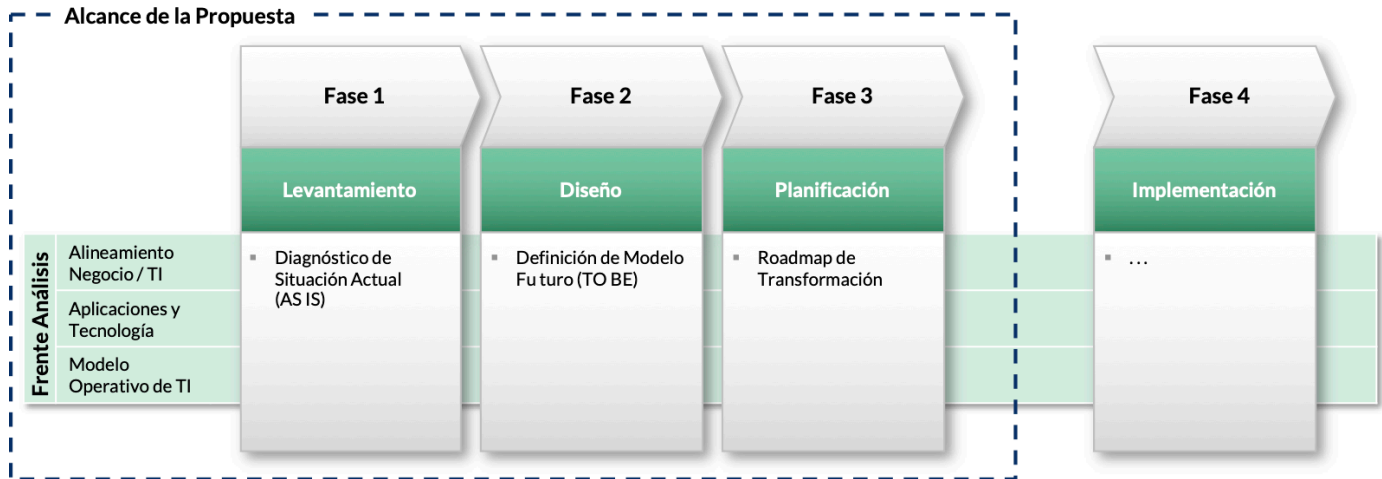 Alcance de la Propuesta
Fase 1
Fase 2
Fase 3
Fase 4
Levantamiento
Diseño
Planificación
Implementación
Frente Análisis
Alineamiento
Negocio / TI
Aplicaciones y
Tecnología
Modelo
Operativo de TI
▪ Diagnóstico de
Situación Actual
(AS IS)
▪ Definición de Modelo
Fu turo (TO BE)
▪ Roadmap de
Transformación
▪ ...